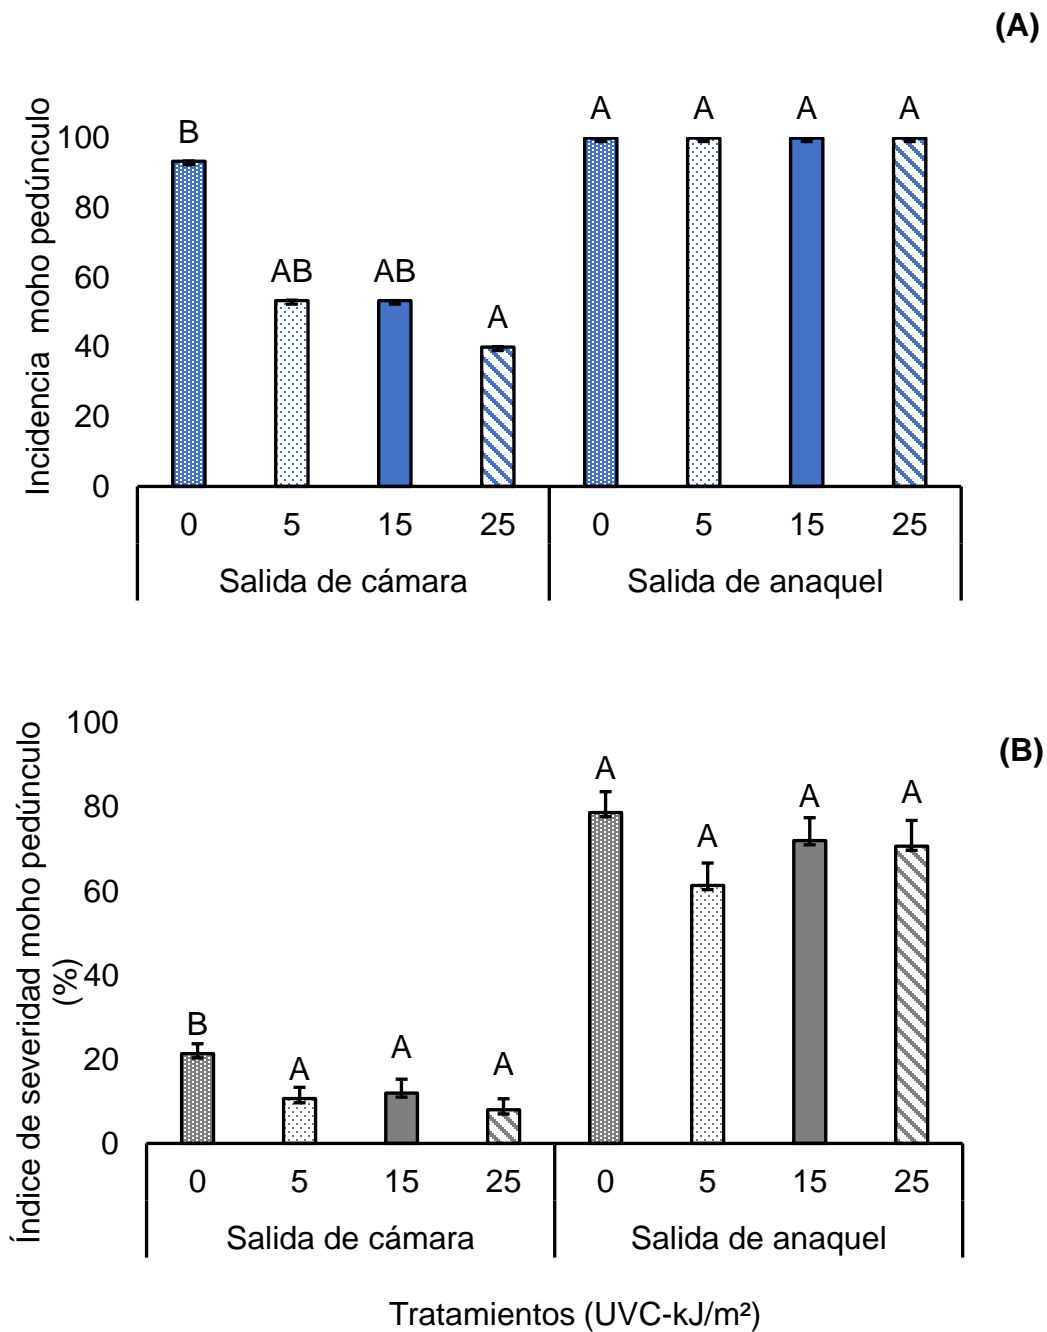 (A)
Incidencia moho pedúnculo
100
80
60
40
20
0
B
AB
AB
A
A
A
A
A
0 5 15 25 0 5 15 25
Salida de cámara Salida de anaquel
(B)
Índice de severidad moho pedúnculo
(%)
100
80
60
40
20
0
B
A
A
A
A
A
A
A
0 5 15 25 0 5 15 25
Salida de cámara Salida de anaquel
Tratamientos (UVC-kJ/m²)